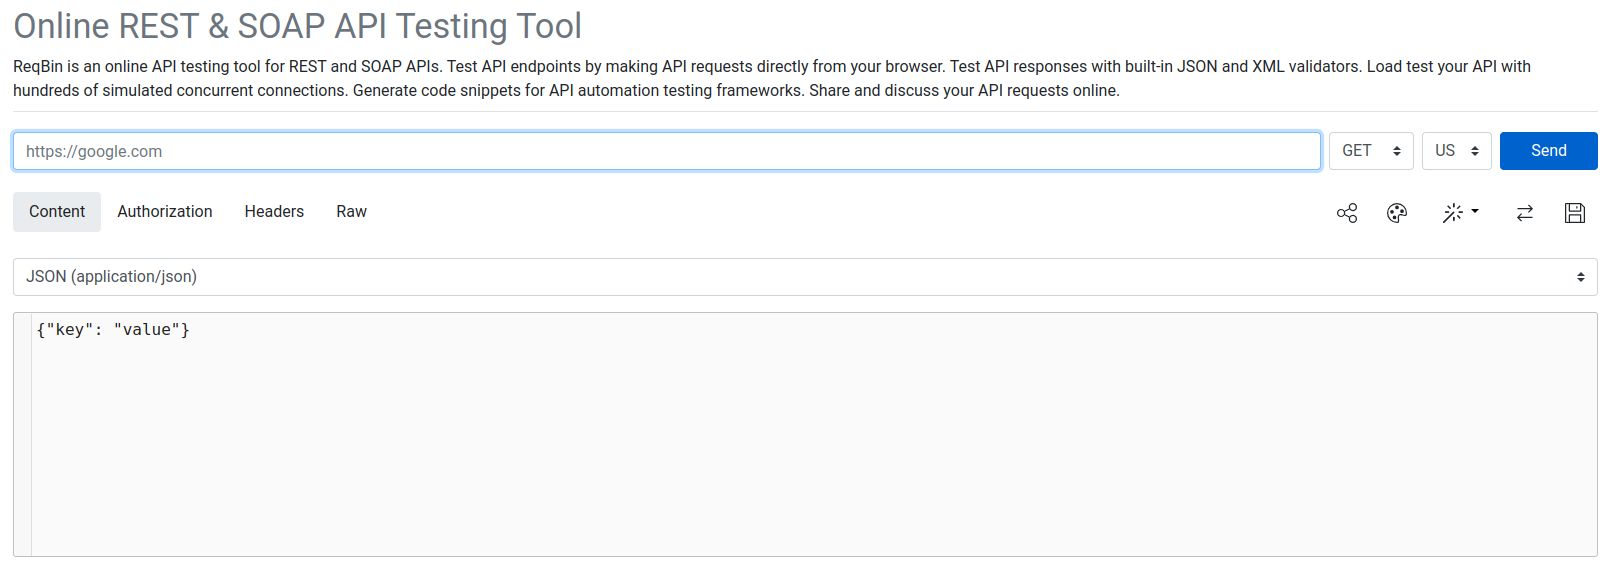 Online REST & SOAP API Testing Tool
ReqBin is an online API testing tool for REST and SOAP APIs. Test API endpoints by making API requests directly from your browser. Test API responses with built-in JSON and XML validators. Load test your API with
hundreds of simulated concurrent connections. Generate code snippets for API automation testing frameworks. Share and discuss your API requests online.
https://google.com GET US Send
Content Authorization Headers Raw
JSON (application/json)
{"key": "value"}